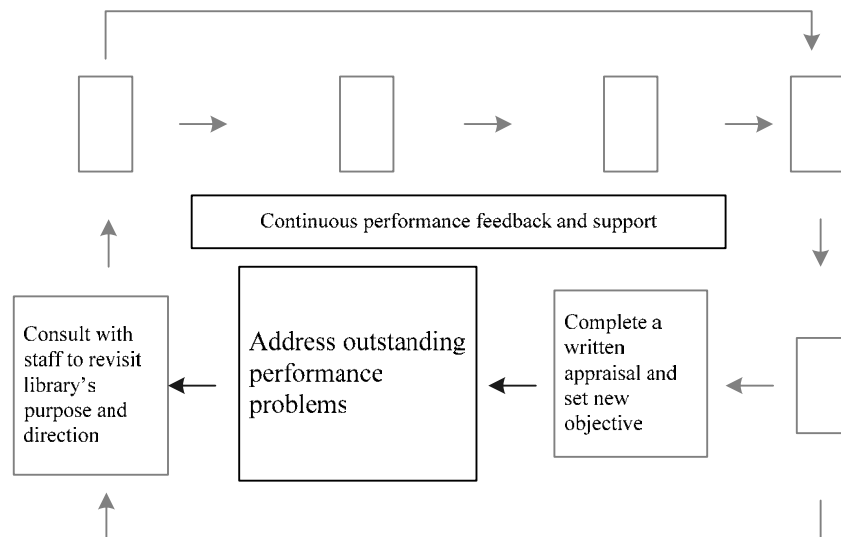 Continuous performance feedback and support
Consult with
staff to revisit
library’s
purpose and
direction
Address outstanding
performance
problems
Complete a
written
appraisal and
set new
objective